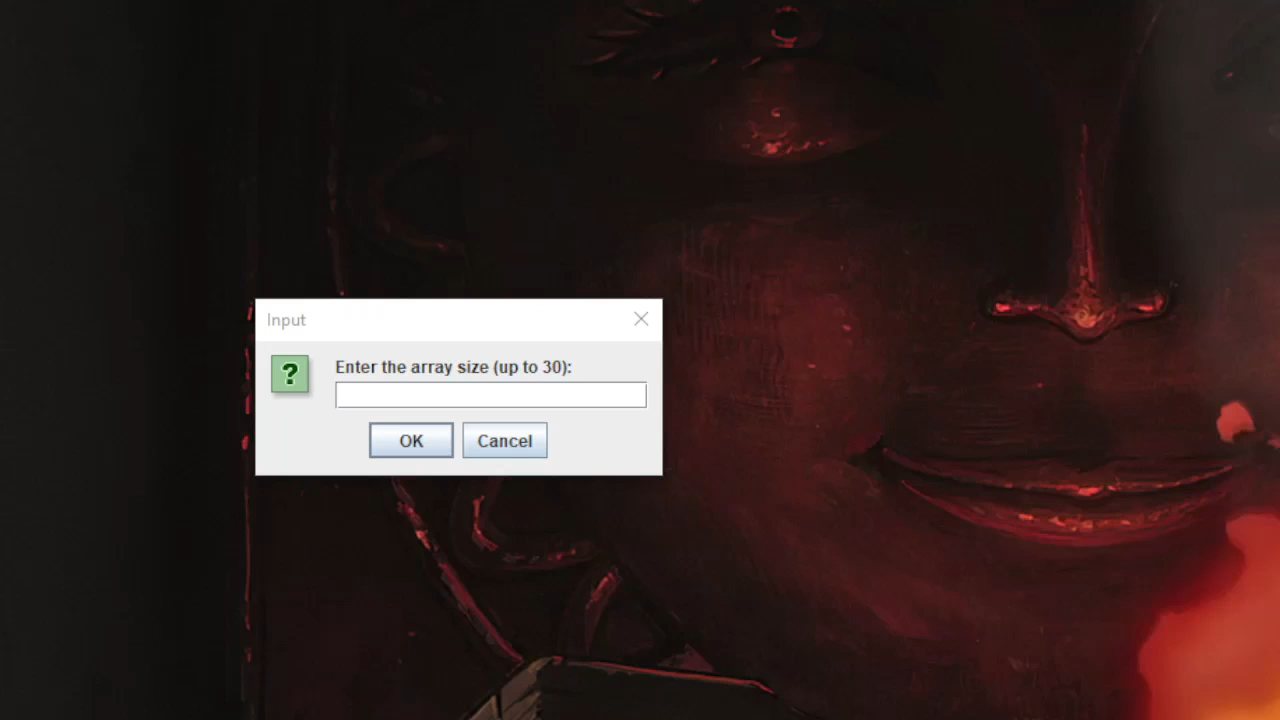 Input
?
Enter the array size (up to 30):
OK
Cancel